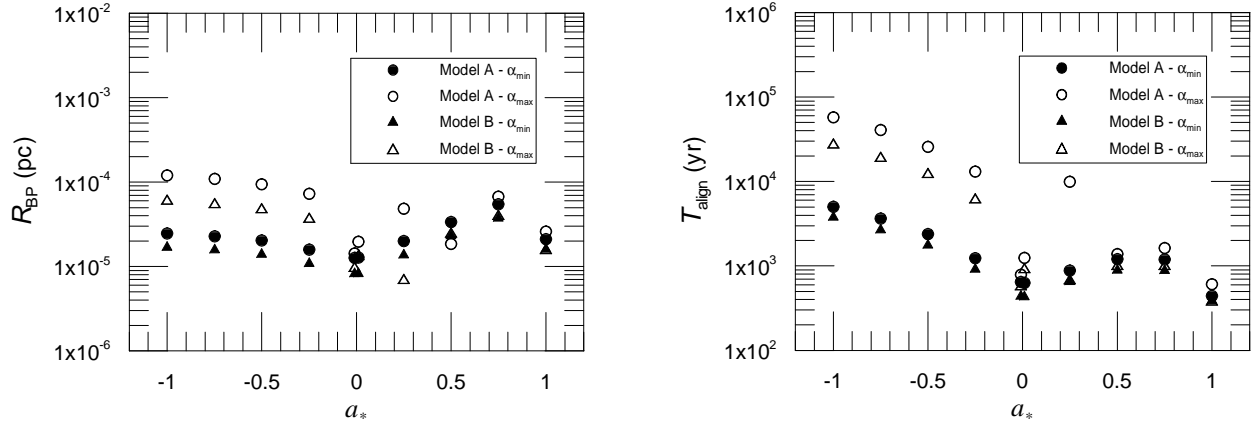 1x10-2
1x10-3
1x10-4
1x10-5
1x10-6
RBP (pc)
Model A - αmin
Model A - αmax
Model B - αmin
Model B - αmax
-1 -0.5 0 0.5 1
a*
1x106
1x105
1x104
1x103
1x102
Talign (yr)
Model A - αmin
Model A - αmax
Model B - αmin
Model B - αmax
-1 -0.5 0 0.5 1
a*